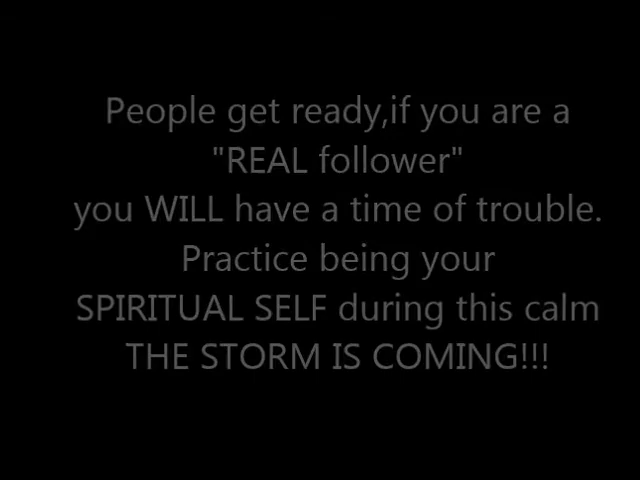 People get ready,if you are a
"REAL follower"
you WILL have a time of trouble.
Practice being your
SPIRITUAL SELF during this calm
THE STORM IS COMING!!!